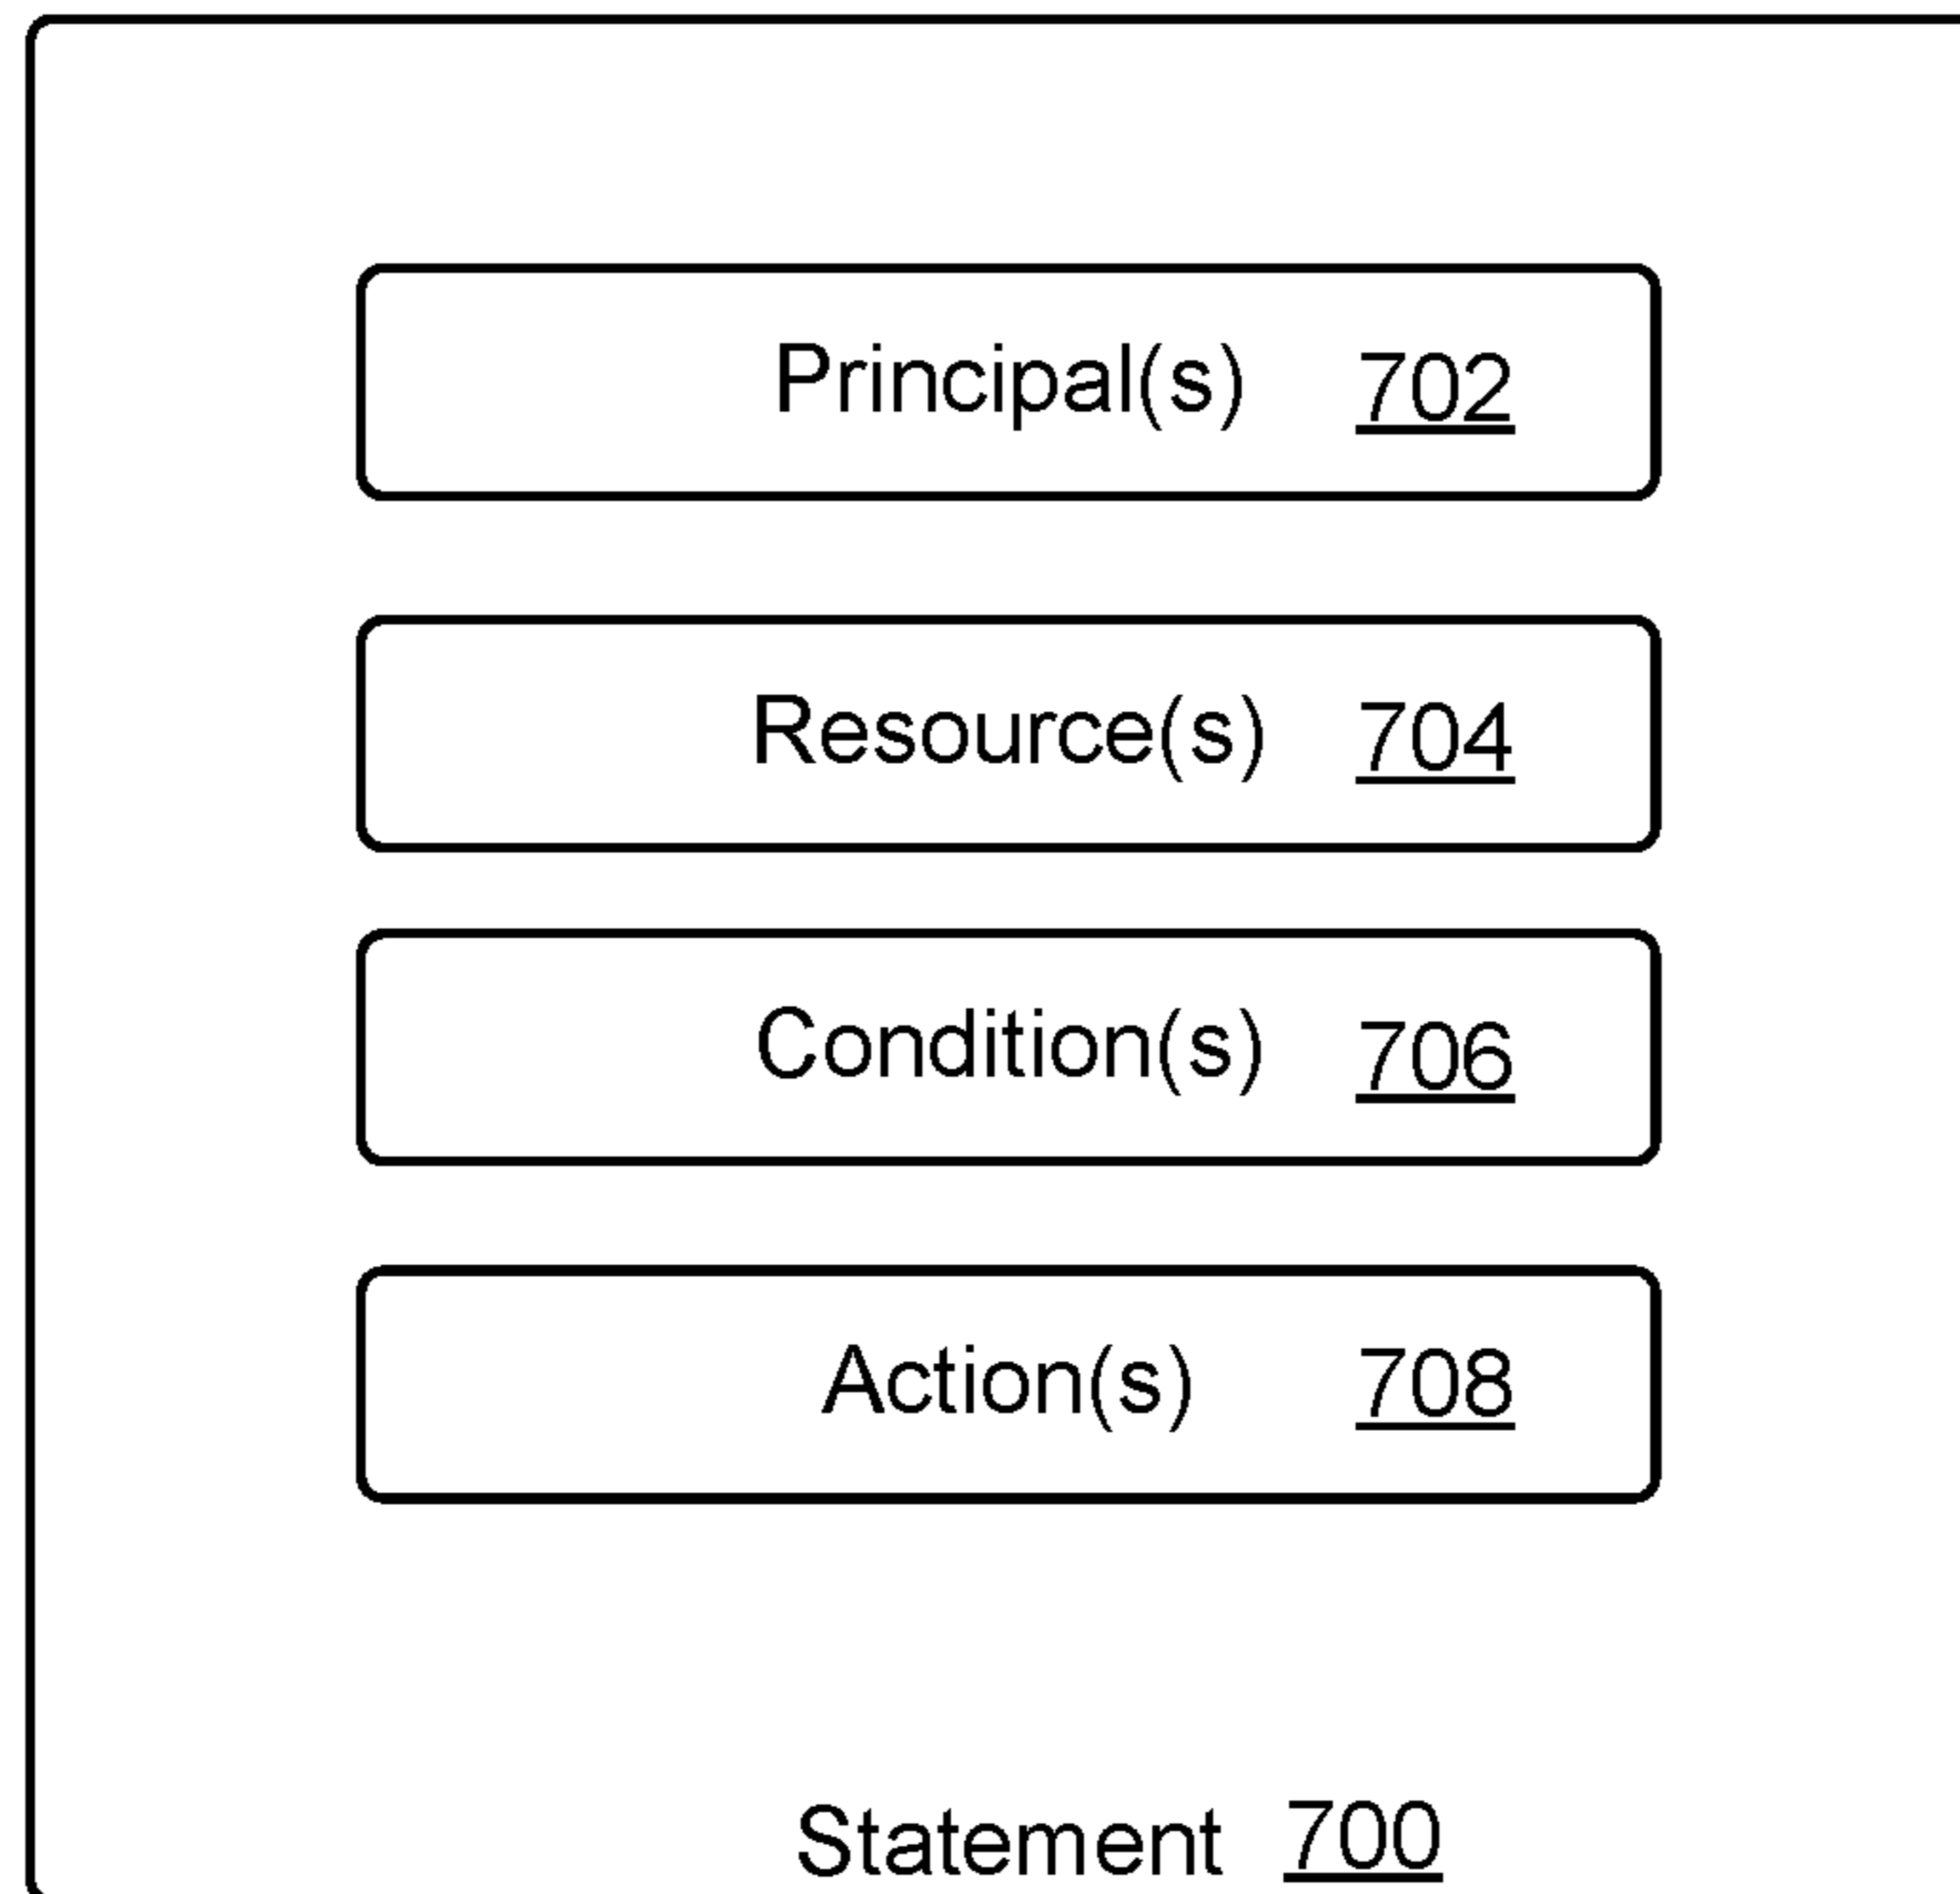 Principal(s) 702
Resource(s) 704
Condition(s) 706
Action(s) 708
Statement 700